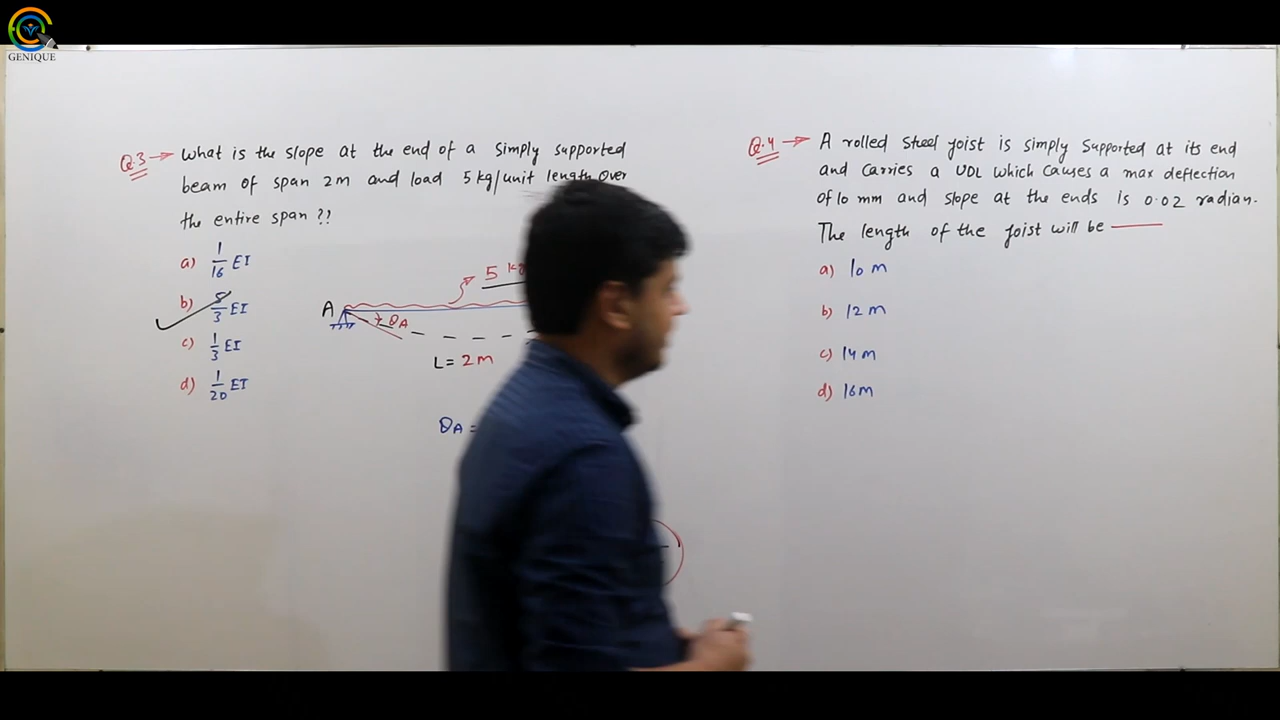 GENIQUE
Q.3 → What is the slope at the end of a simply supported
beam of span 2m and load 5 kg/unit length over
the entire span ??
a) 1/16 EI
b) 5/3 EI
c) 1/3 EI
d) 1/20 EI
5
A
θA
L = 2 m
θA =
Q.4 → A rolled steel joist is simply supported at its end
and carries a UDL which causes a max deflection
of 10 mm and slope at the ends is 0.02 radian.
The length of the joist will be
a) 10 m
b) 12 m
c) 14 m
d) 16 m